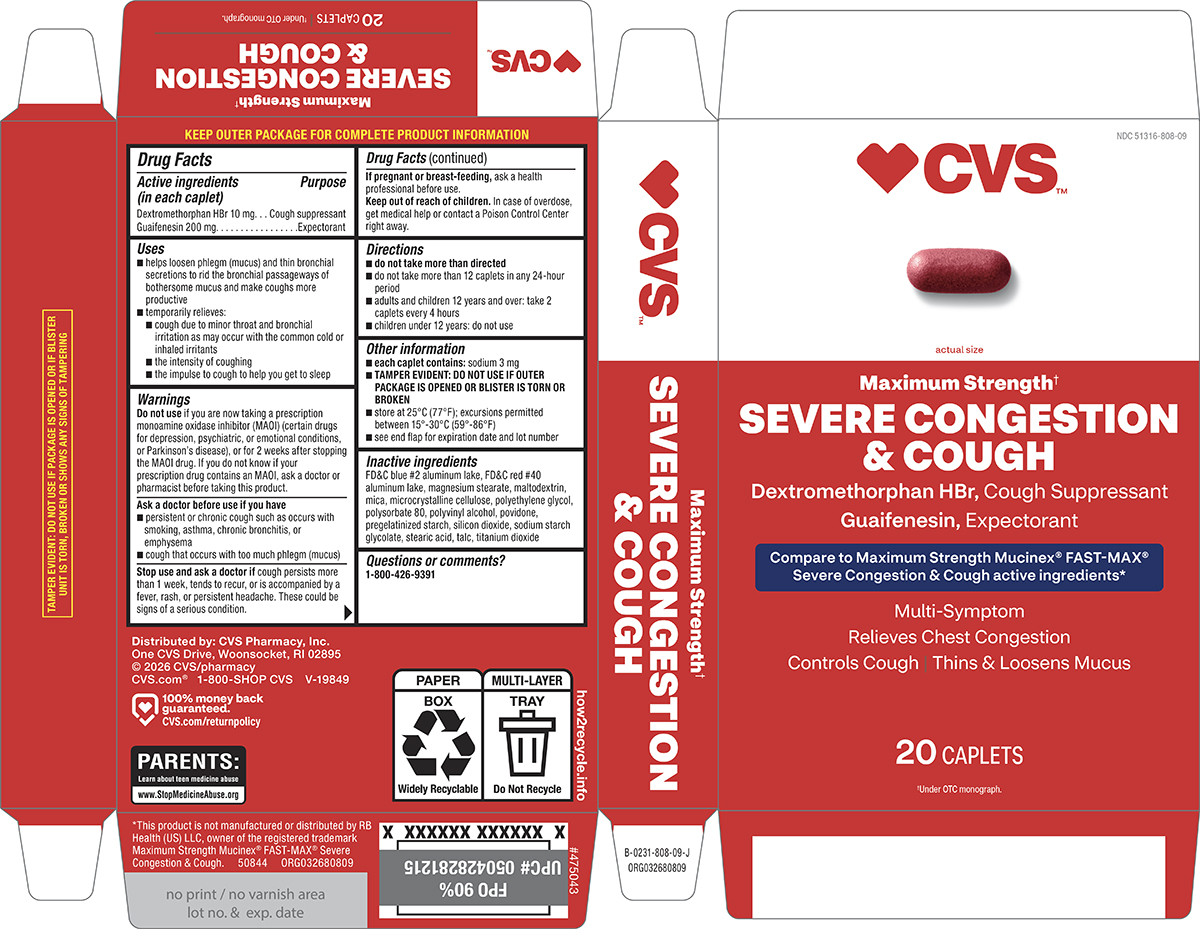 20 CAPLETS †Under OTC monograph.
Maximum Strength†
SEVERE CONGESTION
& COUGH
CVS™
KEEP OUTER PACKAGE FOR COMPLETE PRODUCT INFORMATION
Drug Facts
Active ingredients Purpose
(in each caplet)
Dextromethorphan HBr 10 mg. . . Cough suppressant
Guaifenesin 200 mg. . . . . . . . . . . . . . . . .Expectorant
Uses
■ helps loosen phlegm (mucus) and thin bronchial
secretions to rid the bronchial passageways of
bothersome mucus and make coughs more
productive
■ temporarily relieves:
■ cough due to minor throat and bronchial
irritation as may occur with the common cold or
inhaled irritants
■ the intensity of coughing
■ the impulse to cough to help you get to sleep
Warnings
Do not use if you are now taking a prescription
monoamine oxidase inhibitor (MAOI) (certain drugs
for depression, psychiatric, or emotional conditions,
or Parkinson's disease), or for 2 weeks after stopping
the MAOI drug. If you do not know if your
prescription drug contains an MAOI, ask a doctor or
pharmacist before taking this product.
Ask a doctor before use if you have
■ persistent or chronic cough such as occurs with
smoking, asthma, chronic bronchitis, or
emphysema
■ cough that occurs with too much phlegm (mucus)
Stop use and ask a doctor if cough persists more
than 1 week, tends to recur, or is accompanied by a
fever, rash, or persistent headache. These could be
signs of a serious condition.
Drug Facts (continued)
If pregnant or breast-feeding, ask a health
professional before use.
Keep out of reach of children. In case of overdose,
get medical help or contact a Poison Control Center
right away.
Directions
■ do not take more than directed
■ do not take more than 12 caplets in any 24-hour
period
■ adults and children 12 years and over: take 2
caplets every 4 hours
■ children under 12 years: do not use
Other information
■ each caplet contains: sodium 3 mg
■ TAMPER EVIDENT: DO NOT USE IF OUTER
PACKAGE IS OPENED OR BLISTER IS TORN OR
BROKEN
■ store at 25°C (77°F); excursions permitted
between 15°-30°C (59°-86°F)
■ see end flap for expiration date and lot number
Inactive ingredients
FD&C blue #2 aluminum lake, FD&C red #40
aluminum lake, magnesium stearate, maltodextrin,
mica, microcrystalline cellulose, polyethylene glycol,
polysorbate 80, polyvinyl alcohol, povidone,
pregelatinized starch, silicon dioxide, sodium starch
glycolate, stearic acid, talc, titanium dioxide
Questions or comments?
1-800-426-9391
TAMPER EVIDENT: DO NOT USE IF PACKAGE IS OPENED OR IF BLISTER
UNIT IS TORN, BROKEN OR SHOWS ANY SIGNS OF TAMPERING
Distributed by: CVS Pharmacy, Inc.
One CVS Drive, Woonsocket, RI 02895
© 2026 CVS/pharmacy
CVS.com® 1-800-SHOP CVS V-19849
100% money back
guaranteed.
CVS.com/returnpolicy
PARENTS:
Learn about teen medicine abuse
www.StopMedicineAbuse.org
PAPER
BOX
Widely Recyclable
MULTI-LAYER
TRAY
Do Not Recycle
how2recycle.info
*This product is not manufactured or distributed by RB
Health (US) LLC, owner of the registered trademark
Maximum Strength Mucinex® FAST-MAX® Severe
Congestion & Cough. 50844 ORG032680809
no print / no varnish area
lot no. & exp. date
X XXXXXX XXXXXX X
FPO 90%
UPC# 050428281215
#475043
CVS™
Maximum Strength†
SEVERE CONGESTION
& COUGH
B-0231-808-09-J
ORG032680809
NDC 51316-808-09
CVS™
actual size
Maximum Strength†
SEVERE CONGESTION
& COUGH
Dextromethorphan HBr, Cough Suppressant
Guaifenesin, Expectorant
Compare to Maximum Strength Mucinex® FAST-MAX®
Severe Congestion & Cough active ingredients*
Multi-Symptom
Relieves Chest Congestion
Controls Cough Thins & Loosens Mucus
20 CAPLETS
†Under OTC monograph.